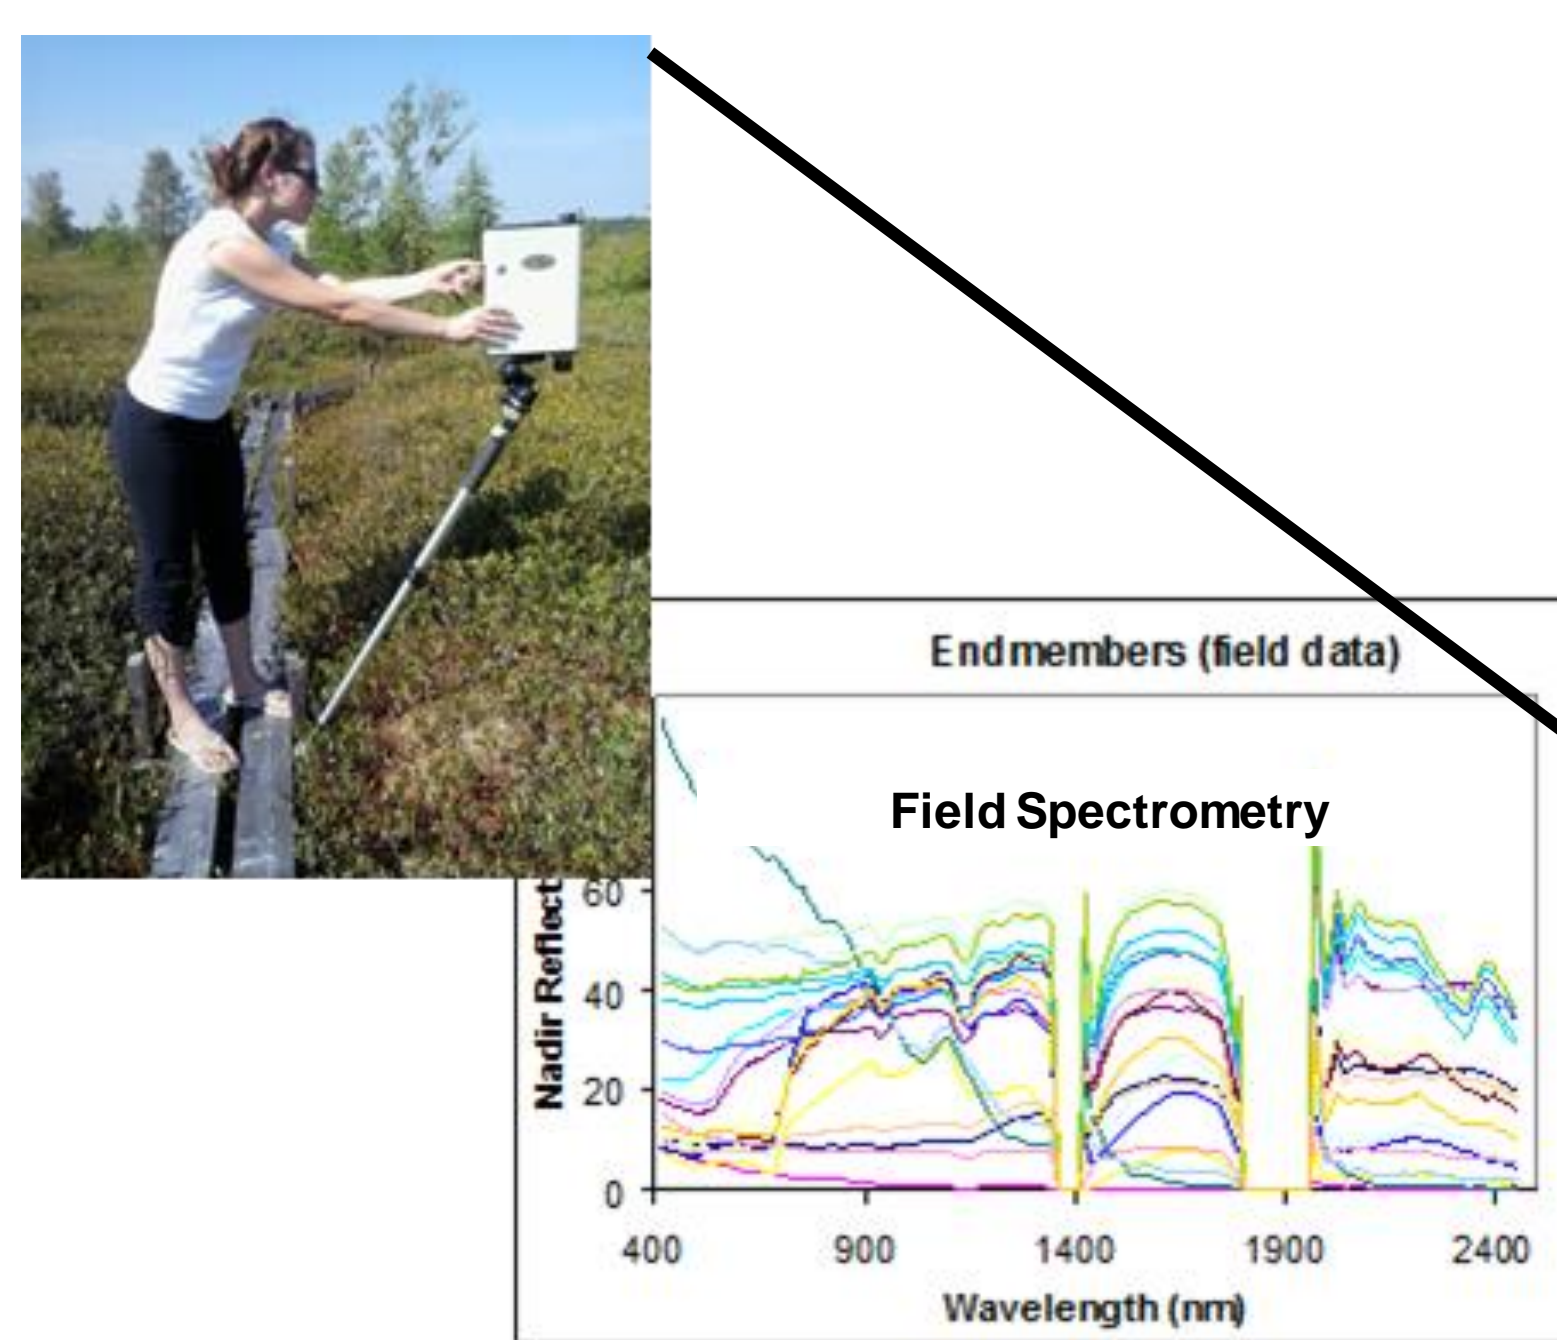 Endmembers (field data)
Field Spectrometry
Nadir Reflect
60
40
20
0
400 900 1400 1900 2400
Wavelength (nm)